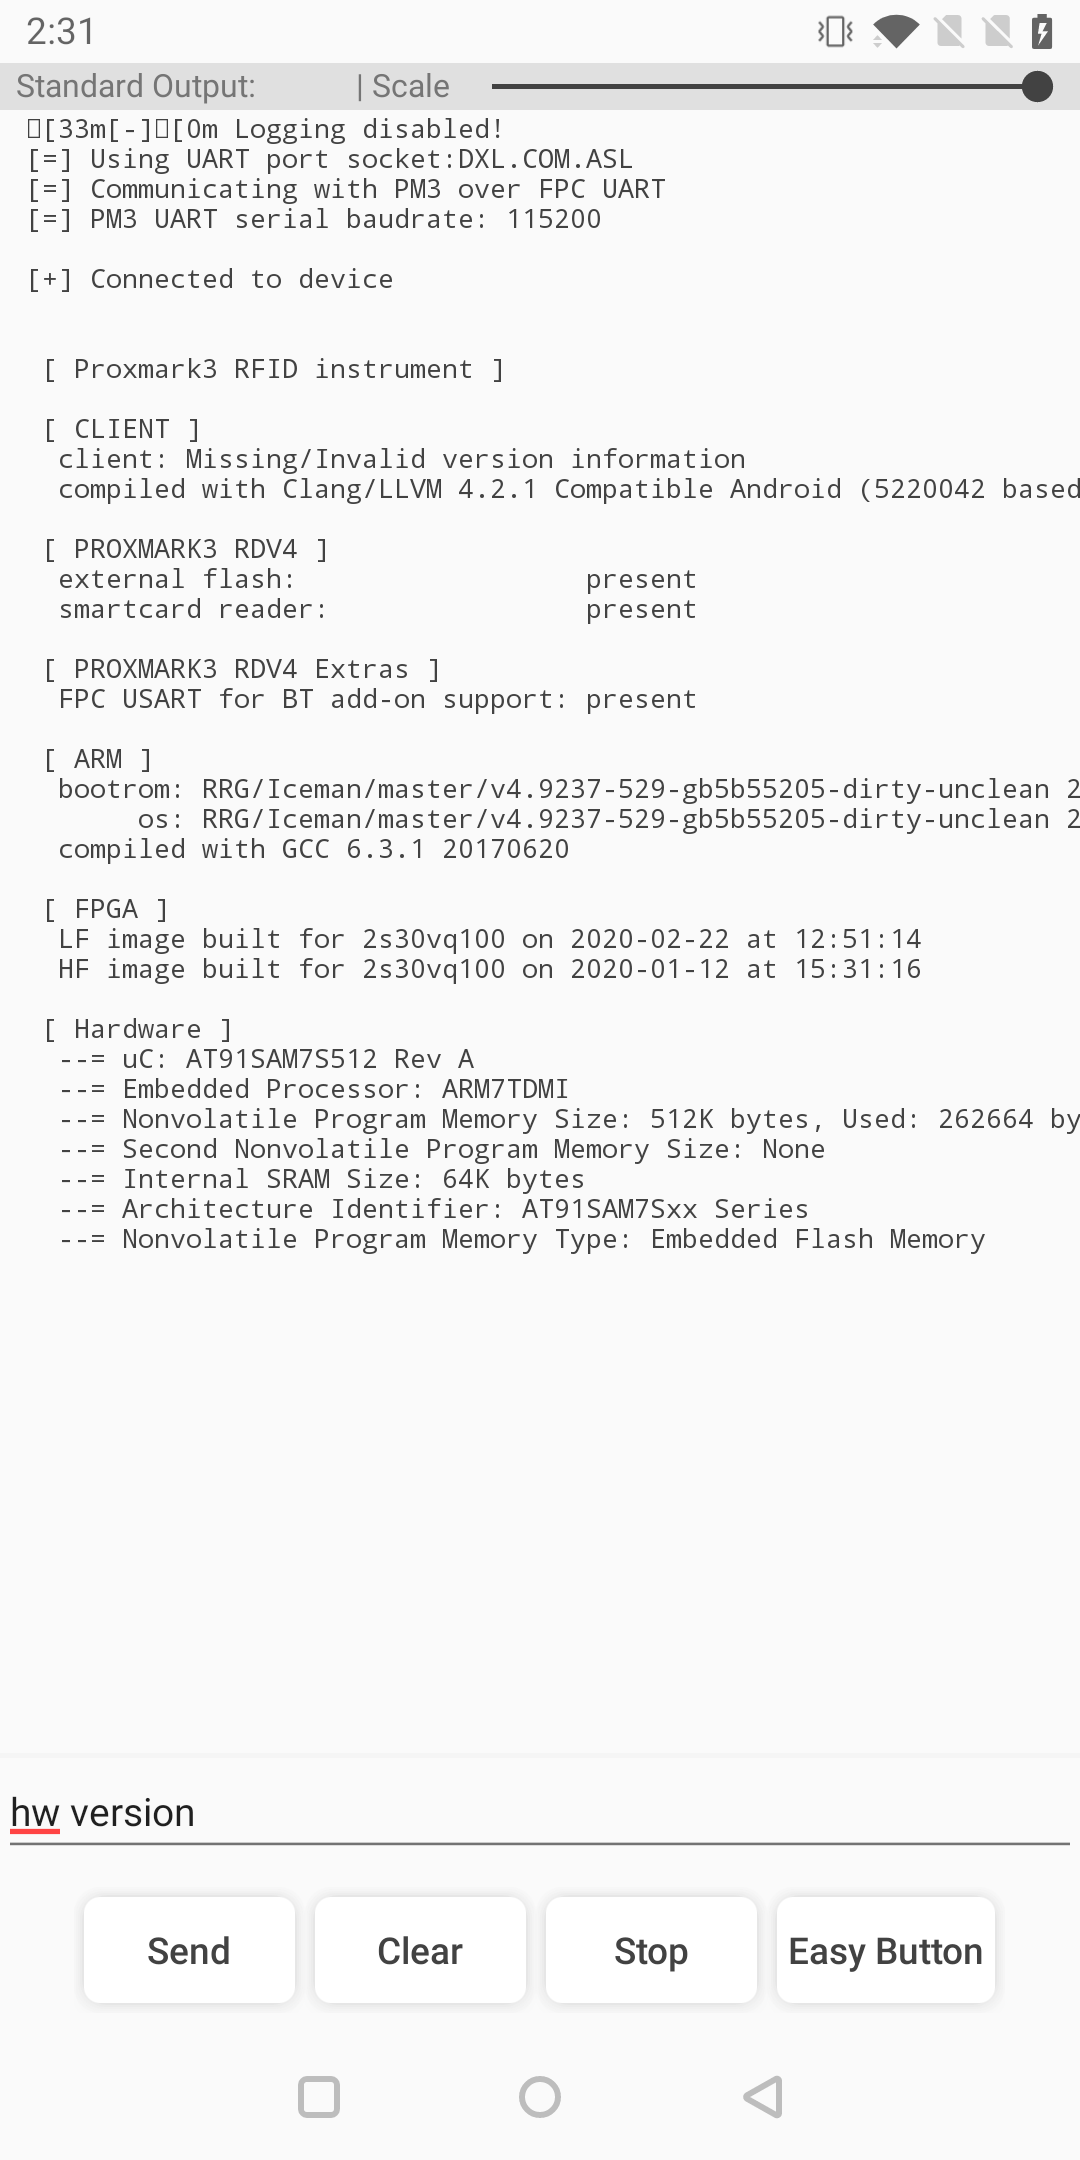 2:31
Standard Output: | Scale
[33m[-][0m Logging disabled!
[=] Using UART port socket:DXL.COM.ASL
[=] Communicating with PM3 over FPC UART
[=] PM3 UART serial baudrate: 115200
[+] Connected to device
[ Proxmark3 RFID instrument ]
[ CLIENT ]
client: Missing/Invalid version information
compiled with Clang/LLVM 4.2.1 Compatible Android (5220042 based
[ PROXMARK3 RDV4 ]
external flash: present
smartcard reader: present
[ PROXMARK3 RDV4 Extras ]
FPC USART for BT add-on support: present
[ ARM ]
bootrom: RRG/Iceman/master/v4.9237-529-gb5b55205-dirty-unclean 2
os: RRG/Iceman/master/v4.9237-529-gb5b55205-dirty-unclean 2
compiled with GCC 6.3.1 20170620
[ FPGA ]
LF image built for 2s30vq100 on 2020-02-22 at 12:51:14
HF image built for 2s30vq100 on 2020-01-12 at 15:31:16
[ Hardware ]
--= uC: AT91SAM7S512 Rev A
--= Embedded Processor: ARM7TDMI
--= Nonvolatile Program Memory Size: 512K bytes, Used: 262664 by
--= Second Nonvolatile Program Memory Size: None
--= Internal SRAM Size: 64K bytes
--= Architecture Identifier: AT91SAM7Sxx Series
--= Nonvolatile Program Memory Type: Embedded Flash Memory
hw version
Send Clear Stop Easy Button